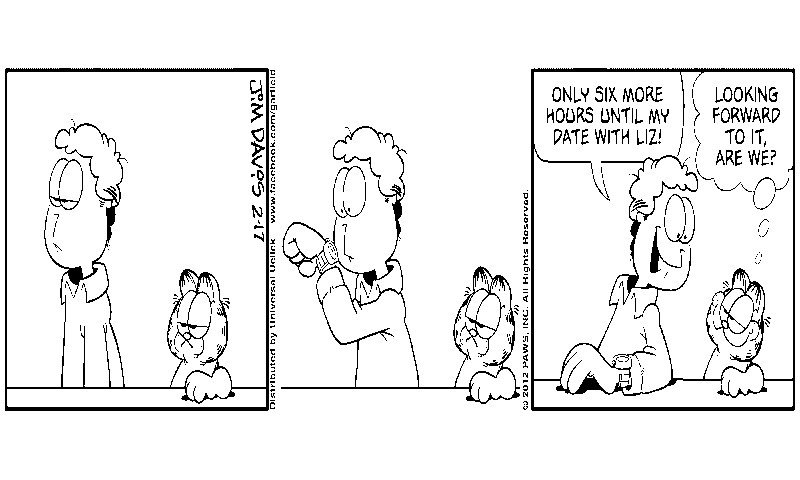 JIM DAVIS 2-17
www.facebook.com/garfield
Distributed by Universal Uclick
© 2012 PAWS, INC. All Rights Reserved.
ONLY SIX MORE
HOURS UNTIL MY
DATE WITH LIZ!
LOOKING
FORWARD
TO IT,
ARE WE?